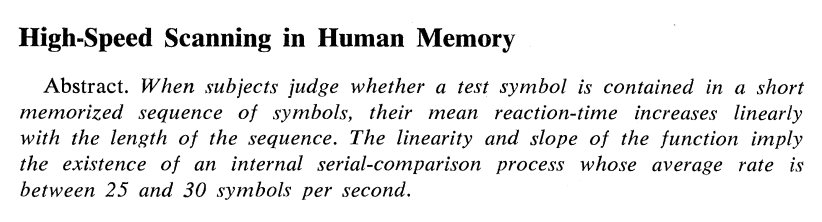 High-Speed Scanning in Human Memory
Abstract. When subjects judge whether a test symbol is contained in a short
memorized sequence of symbols, their mean reaction-time increases linearly
with the length of the sequence. The linearity and slope of the function imply
the existence of an internal serial-comparison process whose average rate is
between 25 and 30 symbols per second.